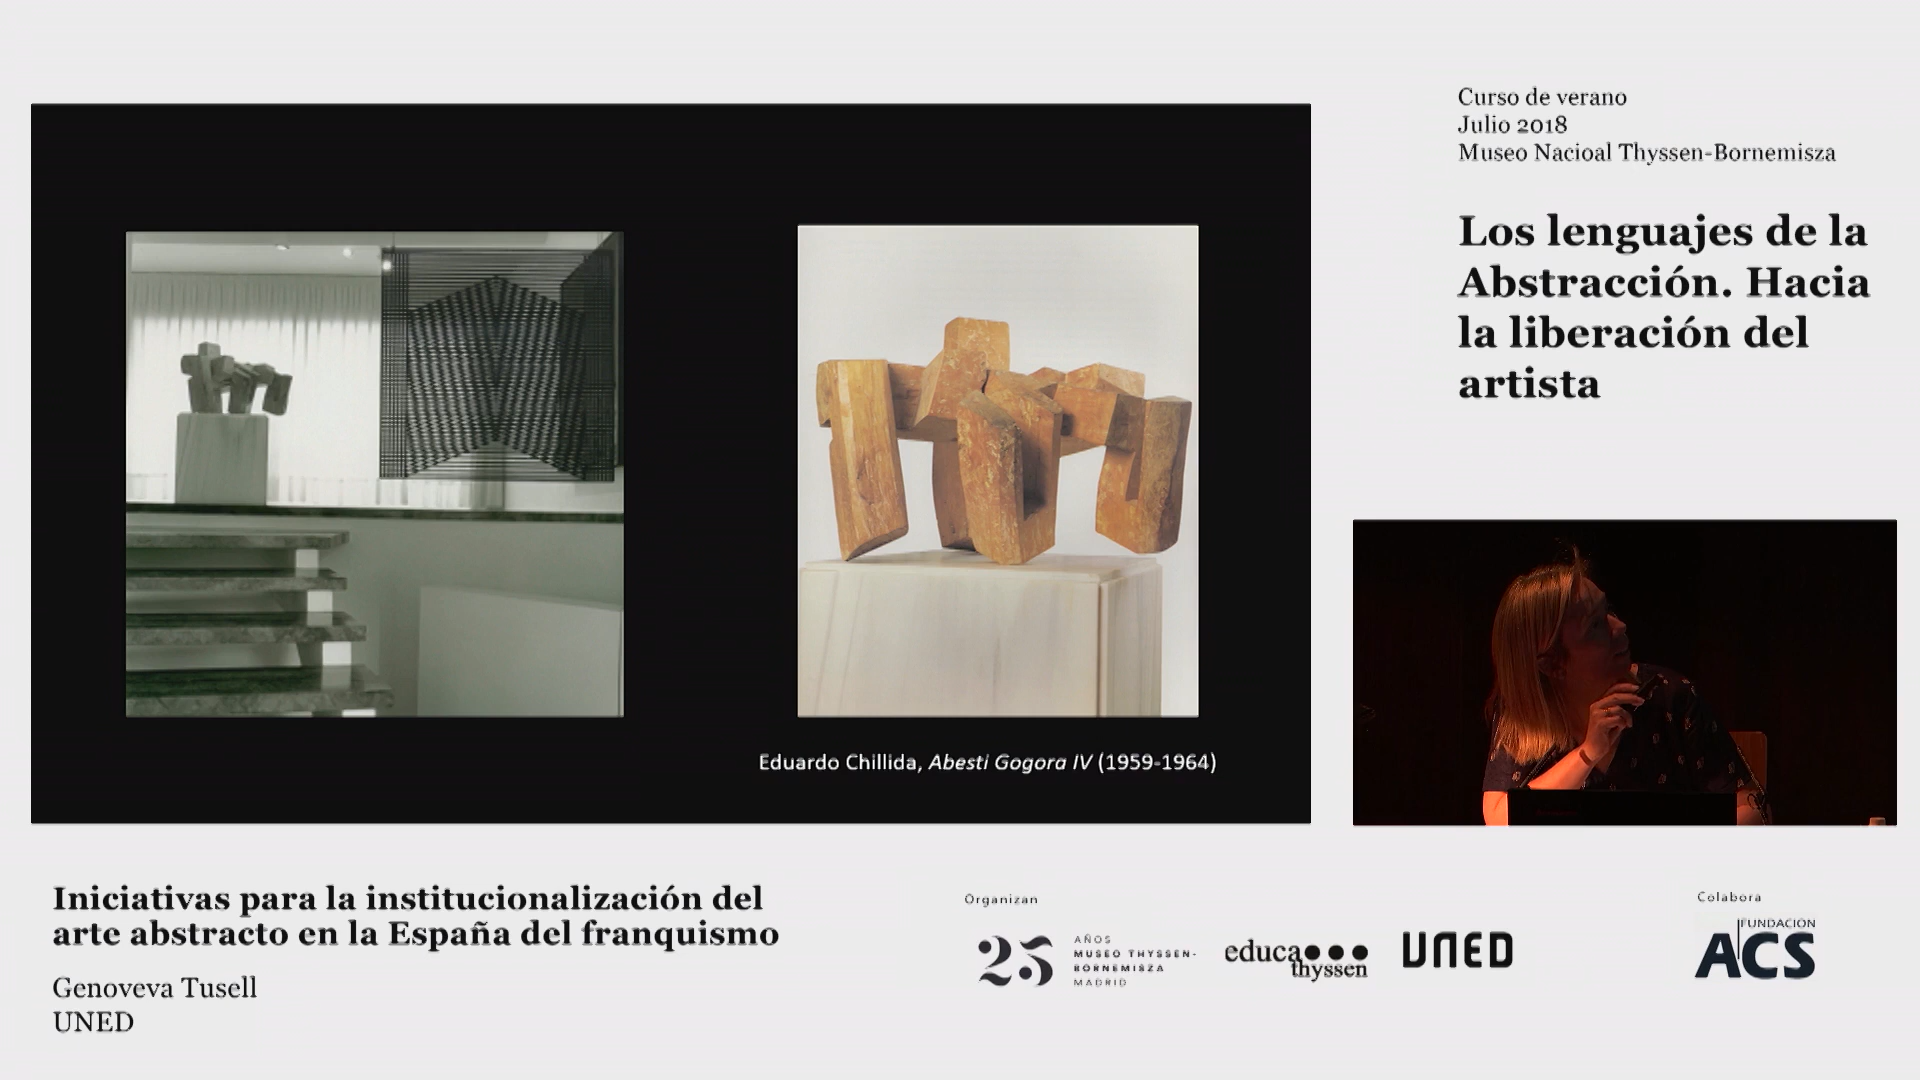 Curso de verano
Julio 2018
Museo Nacioal Thyssen-Bornemisza
Los lenguajes de la
Abstracción. Hacia
la liberación del
artista
Eduardo Chillida, Abesti Gogora IV (1959-1964)
Iniciativas para la institucionalización del
arte abstracto en la España del franquismo
Genoveva Tusell
UNED
Organizan
25
AÑOS
MUSEO THYSSEN-
BORNEMISZA
MADRID
educa
thyssen
UNED
Colabora
FUNDACIÓN
ACS